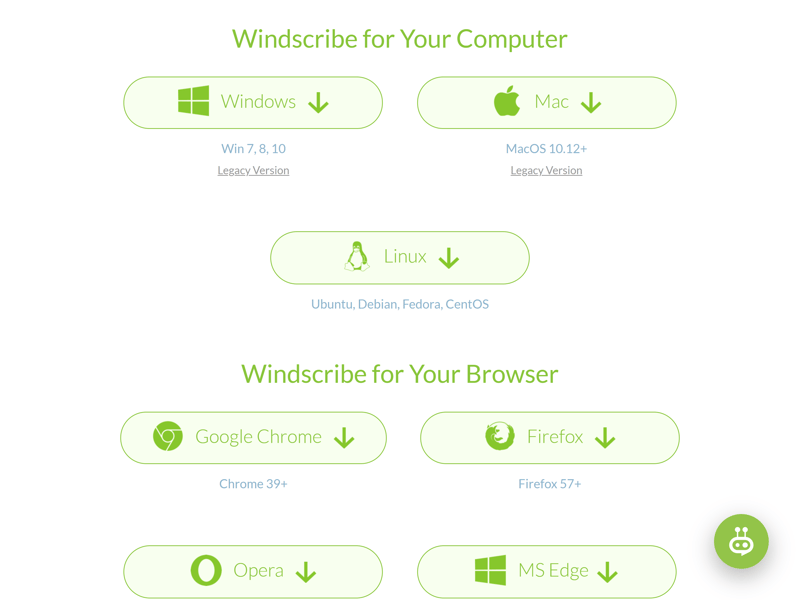 Windscribe for Your Computer
Windows
Mac
Win 7, 8, 10
MacOS 10.12+
Legacy Version
Legacy Version
Linux
Ubuntu, Debian, Fedora, CentOS
Windscribe for Your Browser
Google Chrome
Firefox
Chrome 39+
Firefox 57+
Opera
MS Edge